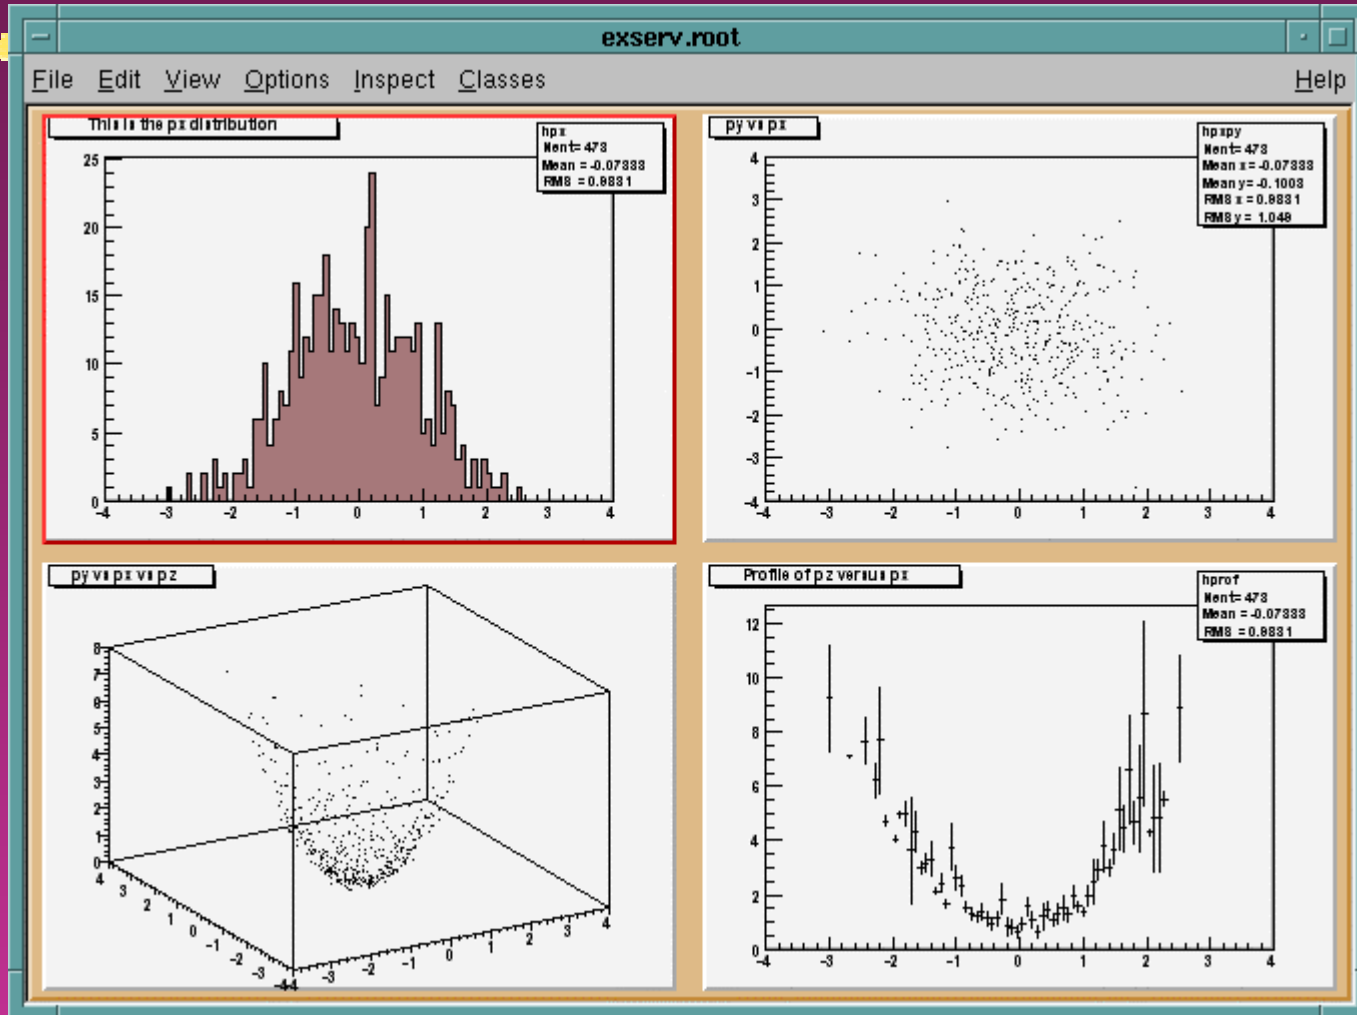 exserv.root
File Edit View Options Inspect Classes Help
This is the px distribution
hpx
Nent= 473
Mean = -0.07333
RMS = 0.9831
25
20
15
10
5
0
-4 -3 -2 -1 0 1 2 3 4
py vs px
hpxpy
Nent= 473
Mean x= -0.07333
Mean y= -0.1003
RMS x = 0.9831
RMS y = 1.049
4
3
2
1
0
-1
-2
-3
-4
-4 -3 -2 -1 0 1 2 3 4
py vs px vs pz
8
7
6
5
4
3
2
1
0
4 3 2 1 0 -1 -2 -3 -4
-4 -3 -2 -1 0 1 2 3 4
Profile of pz versus px
hprof
Nent= 473
Mean = -0.07333
RMS = 0.9831
12
10
8
6
4
2
0
-4 -3 -2 -1 0 1 2 3 4